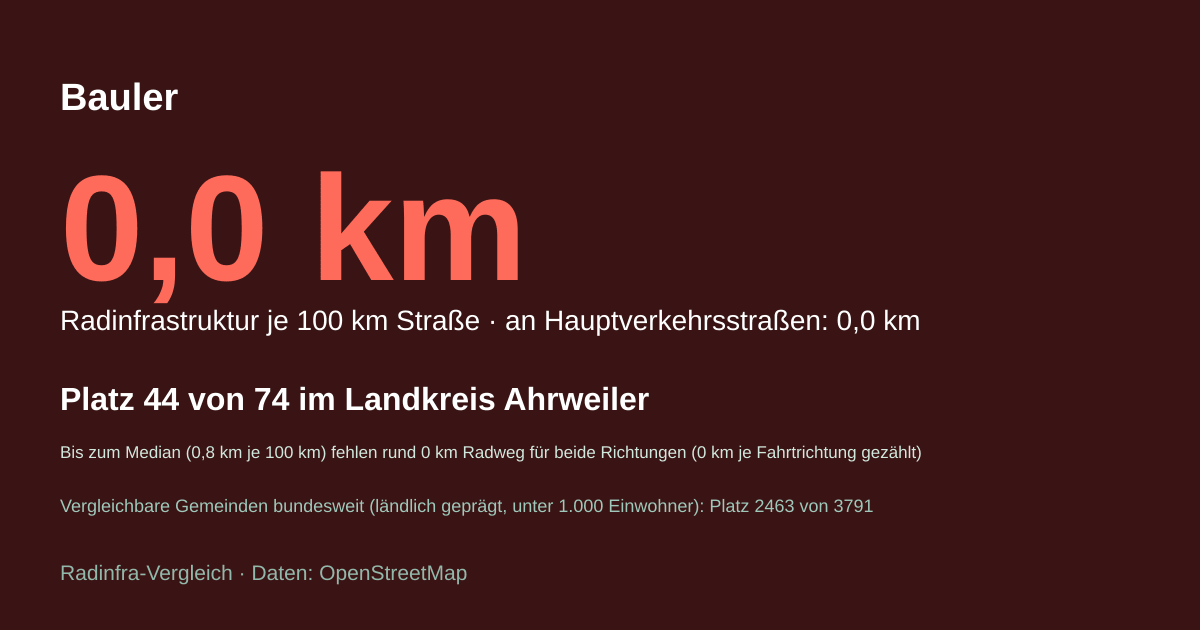 Bauler
0,0 km
Radinfrastruktur je 100 km Straße · an Hauptverkehrsstraßen: 0,0 km
Platz 44 von 74 im Landkreis Ahrweiler
Bis zum Median (0,8 km je 100 km) fehlen rund 0 km Radweg für beide Richtungen (0 km je Fahrtrichtung gezählt)
Vergleichbare Gemeinden bundesweit (ländlich geprägt, unter 1.000 Einwohner): Platz 2463 von 3791
Radinfra-Vergleich · Daten: OpenStreetMap